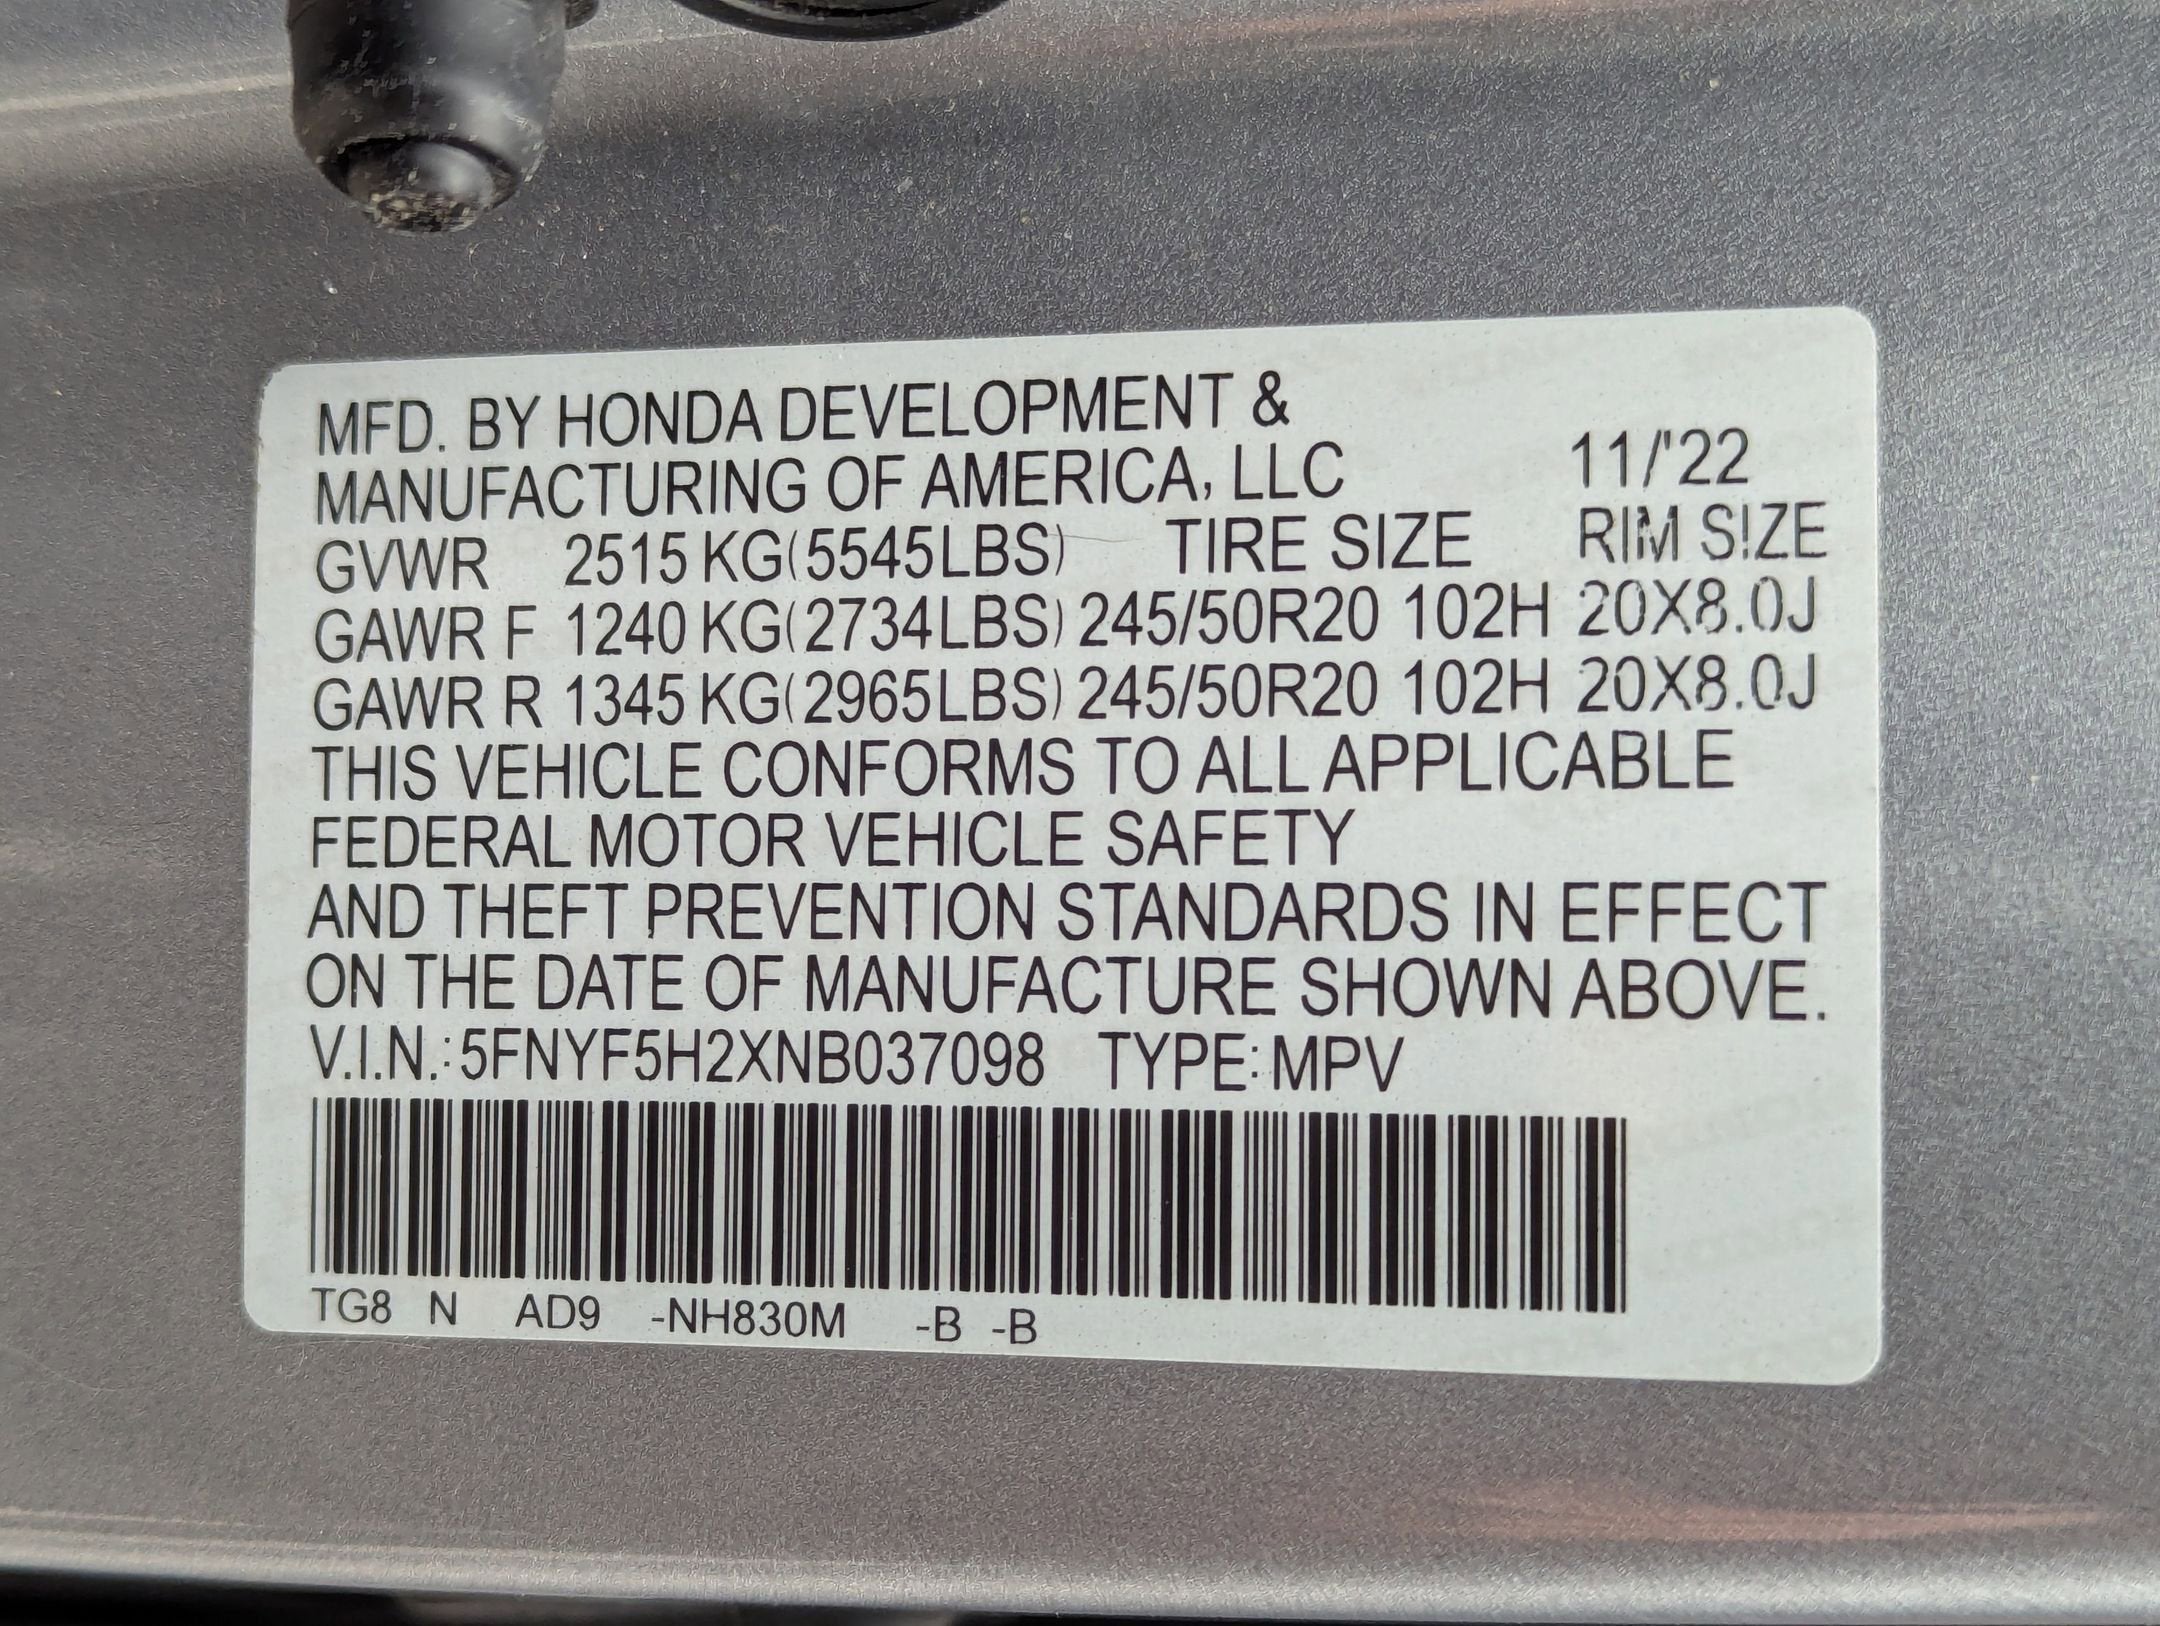 MFD. BY HONDA DEVELOPMENT &
MANUFACTURING OF AMERICA, LLC 11/'22
GVWR 2515 KG(5545LBS) TIRE SIZE RIM SIZE
GAWR F 1240 KG(2734LBS) 245/50R20 102H 20X8.0J
GAWR R 1345 KG(2965LBS) 245/50R20 102H 20X8.0J
THIS VEHICLE CONFORMS TO ALL APPLICABLE
FEDERAL MOTOR VEHICLE SAFETY
AND THEFT PREVENTION STANDARDS IN EFFECT
ON THE DATE OF MANUFACTURE SHOWN ABOVE.
V.I.N.:5FNYF5H2XNB037098 TYPE:MPV
TG8 N AD9 -NH830M -B -B